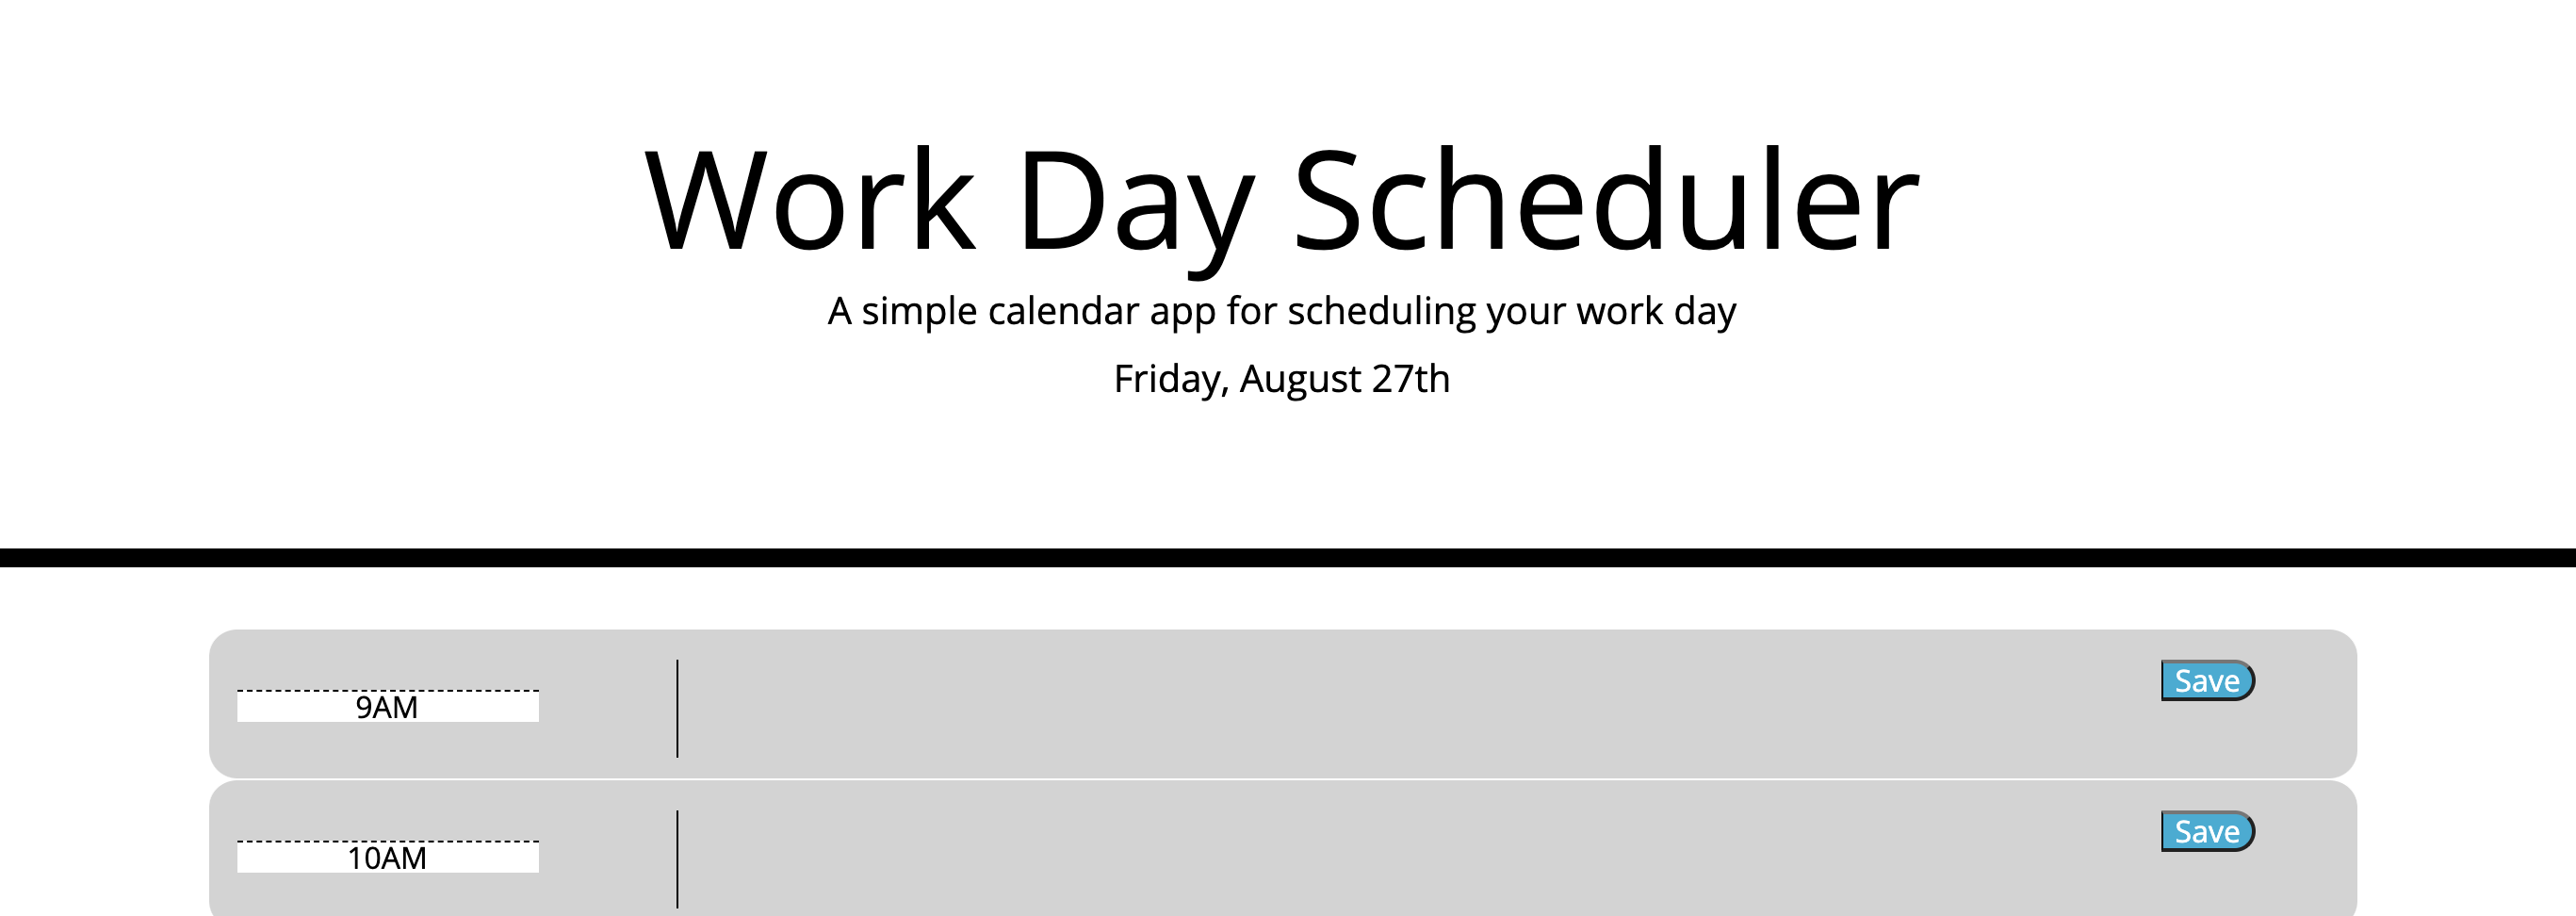 Work Day Scheduler
A simple calendar app for scheduling your work day
Friday, August 27th
9AM
Save
10AM
Save